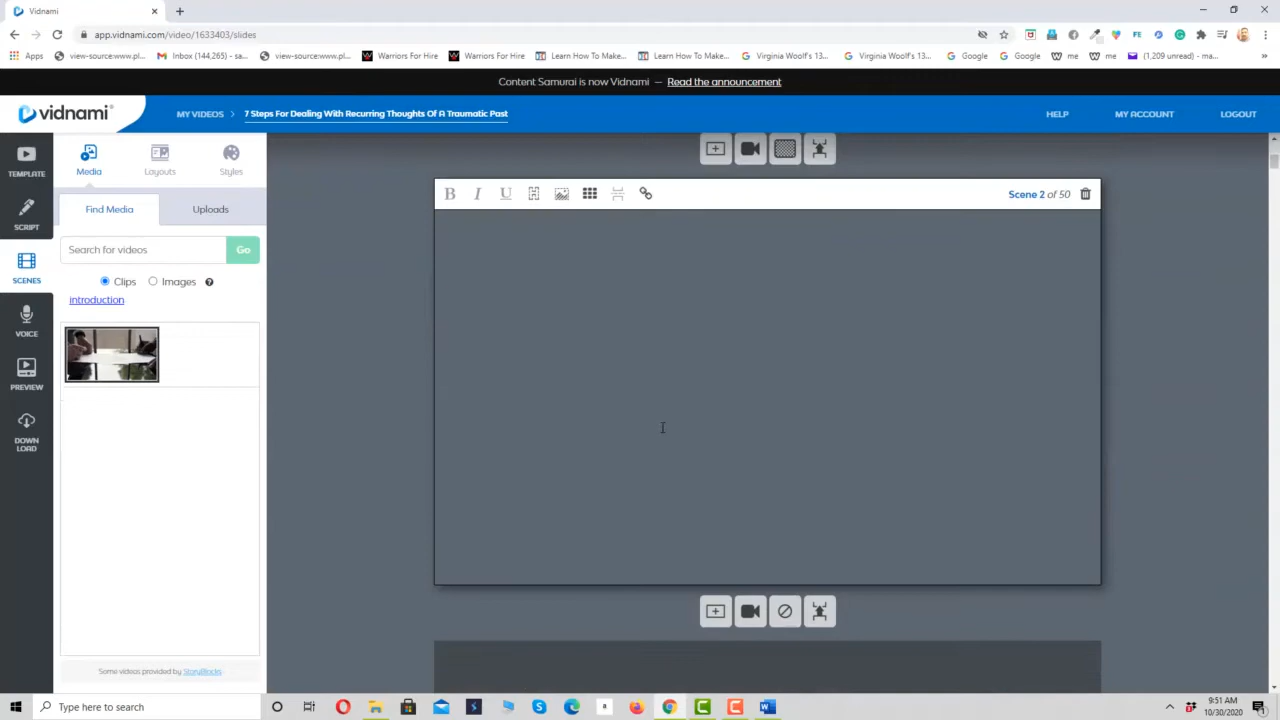 Vidnami
app.vidnami.com/video/1633403/slides
Apps
view-source:www.pl...
Inbox (144,265) - sa...
view-source:www.pl...
Warriors For Hire
Warriors For Hire
Learn How To Make...
Learn How To Make...
Virginia Woolf's 13...
Virginia Woolf's 13...
Google
Google
me
me
(1,209 unread) - ma...
Content Samurai is now Vidnami — Read the announcement
vidnami
MY VIDEOS > 7 Steps For Dealing With Recurring Thoughts Of A Traumatic Past
HELP
MY ACCOUNT
LOGOUT
TEMPLATE
SCRIPT
SCENES
VOICE
PREVIEW
DOWN
LOAD
Media
Layouts
Styles
Find Media
Uploads
Search for videos
Go
Clips
Images
introduction
Some videos provided by StoryBlocks
B I U H
Scene 2 of 50
Type here to search
9:51 AM
10/30/2020